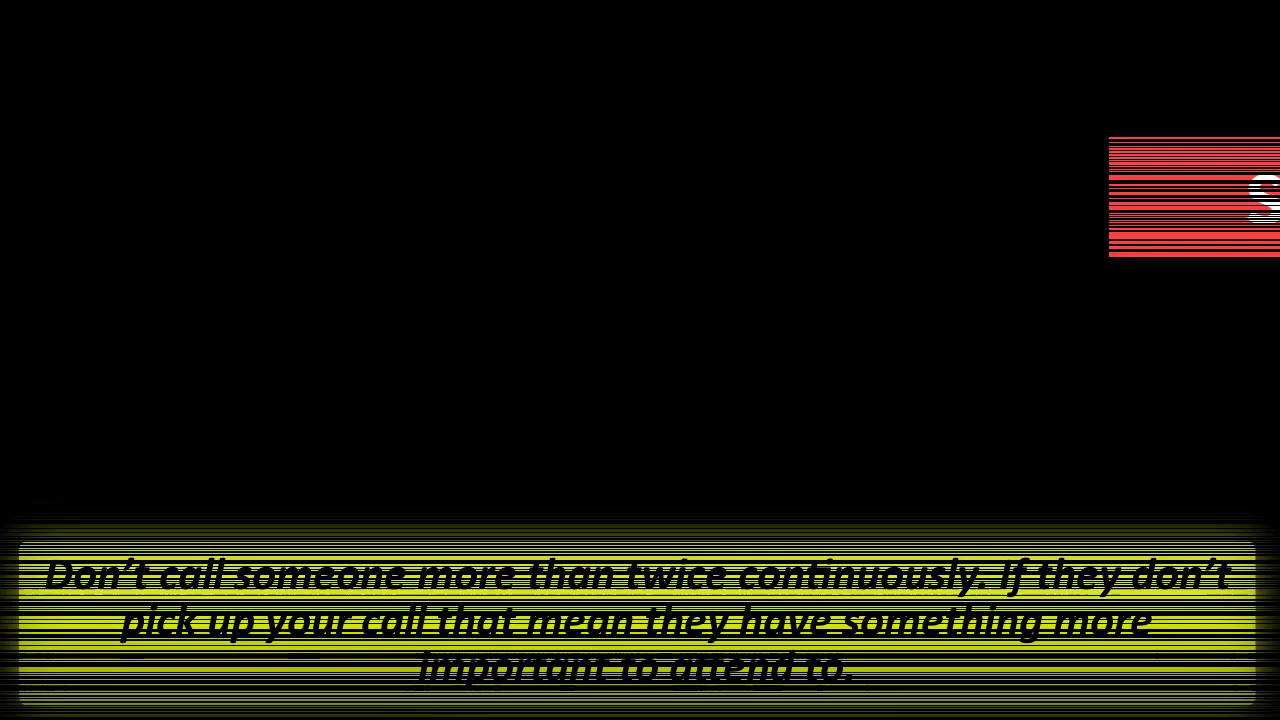 S
Don't call someone more than twice continuously. If they don't
pick up your call that mean they have something more
important to attend to.